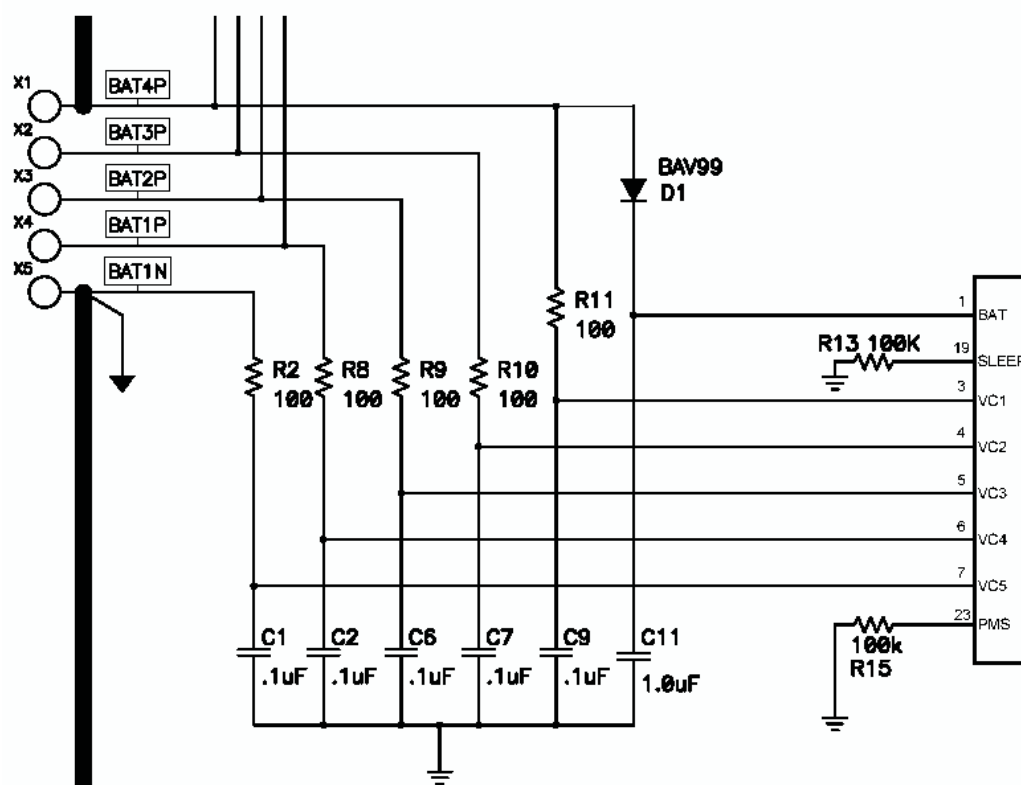 X1
BAT4P
X2
BAT3P
X3
BAT2P
X4
BAT1P
X5
BAT1N
BAV99
D1
R11
100
R2
100
R8
100
R9
100
R10
100
R13 100K
1
BAT
19
SLEEP
3
VC1
4
VC2
5
VC3
6
VC4
7
VC5
23
PMS
100k
R15
C1
.1uF
C2
.1uF
C6
.1uF
C7
.1uF
C9
.1uF
C11
1.0uF